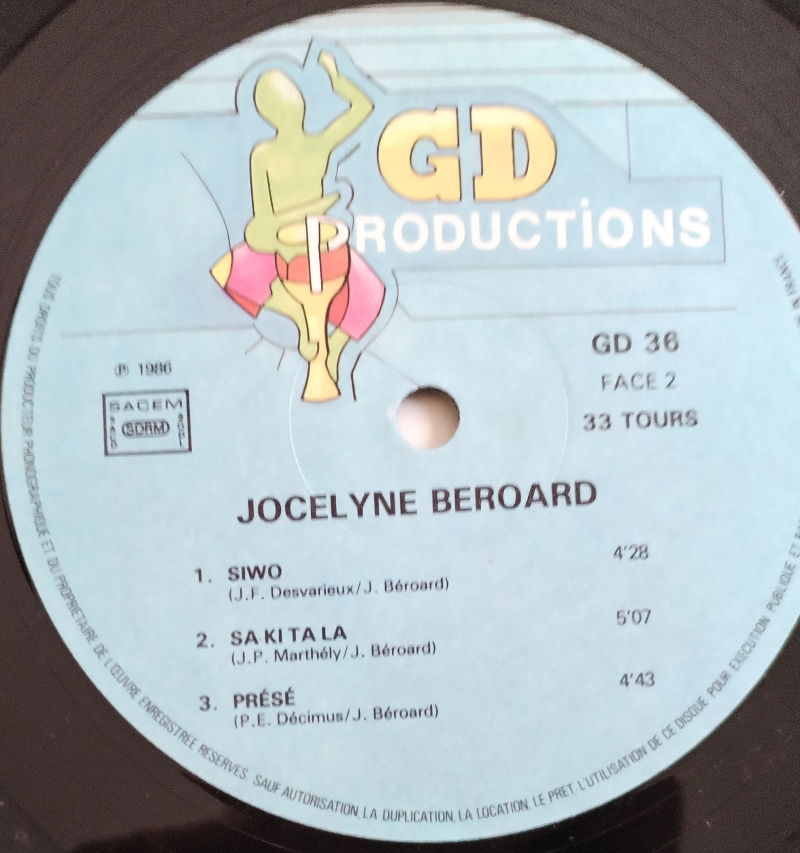 GD
PRODUCTIONS
GD 36
℗ 1986
FACE 2
SACEM
SDRM
33 TOURS
JOCELYNE BEROARD
1. SIWO 4'28
(J.F. Desvarieux/J. Béroard)
2. SA KI TA LA 5'07
(J.P. Marthély/J. Béroard)
3. PRÉSÉ 4'43
(P.E. Décimus/J. Béroard)
TOUS DROITS DU PRODUCTEUR PHONOGRAPHIQUE ET DU PROPRIETAIRE DE L'ŒUVRE ENREGISTREE RESERVES. SAUF AUTORISATION, LA DUPLICATION, LA LOCATION, LE PRET, L'UTILISATION DE CE DISQUE POUR EXECUTION PUBLIQUE ET
FRANCE